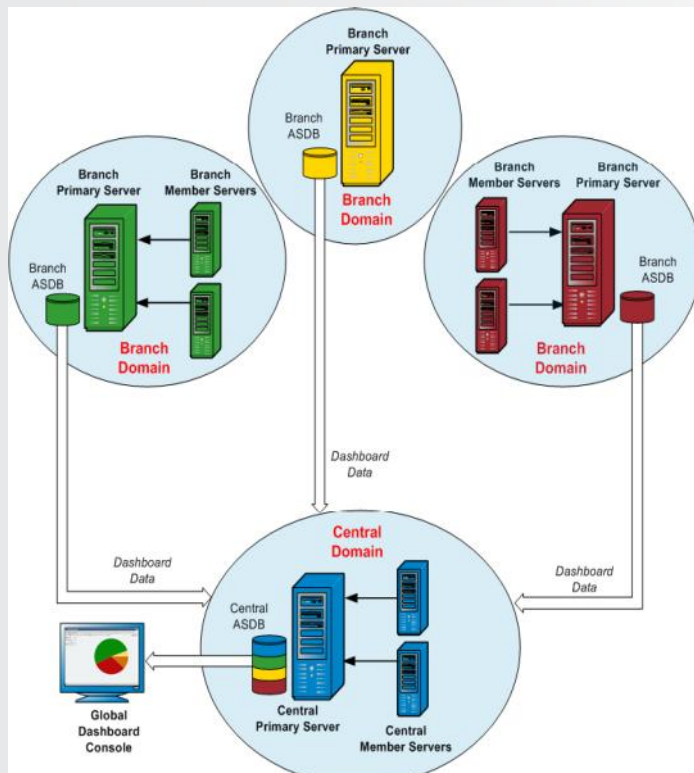 Branch
Primary Server
Branch
ASDB
Branch
Domain
Branch
Primary Server
Branch
Member Servers
Branch
ASDB
Branch
Domain
Branch
Member Servers
Branch
Primary Server
Branch
ASDB
Branch
Domain
Dashboard
Data
Dashboard
Data
Dashboard
Data
Central
Domain
Central
ASDB
Central
Primary Server
Central
Member Servers
Global
Dashboard
Console